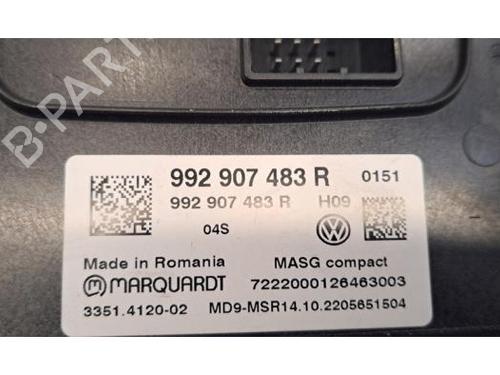 B-PARTS
992 907 483 R 0151
992 907 483 R H09
04S
Made in Romania MASG compact
MARQUARDT 7222000126463003
3351.4120-02 MD9-MSR14.10.2205651504